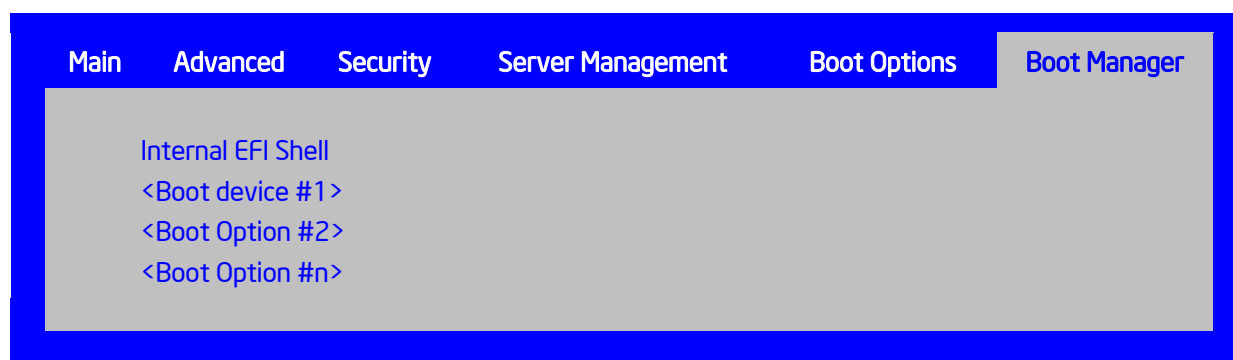 Main Advanced Security Server Management Boot Options Boot Manager
Internal EFI Shell
<Boot device #1>
<Boot Option #2>
<Boot Option #n>